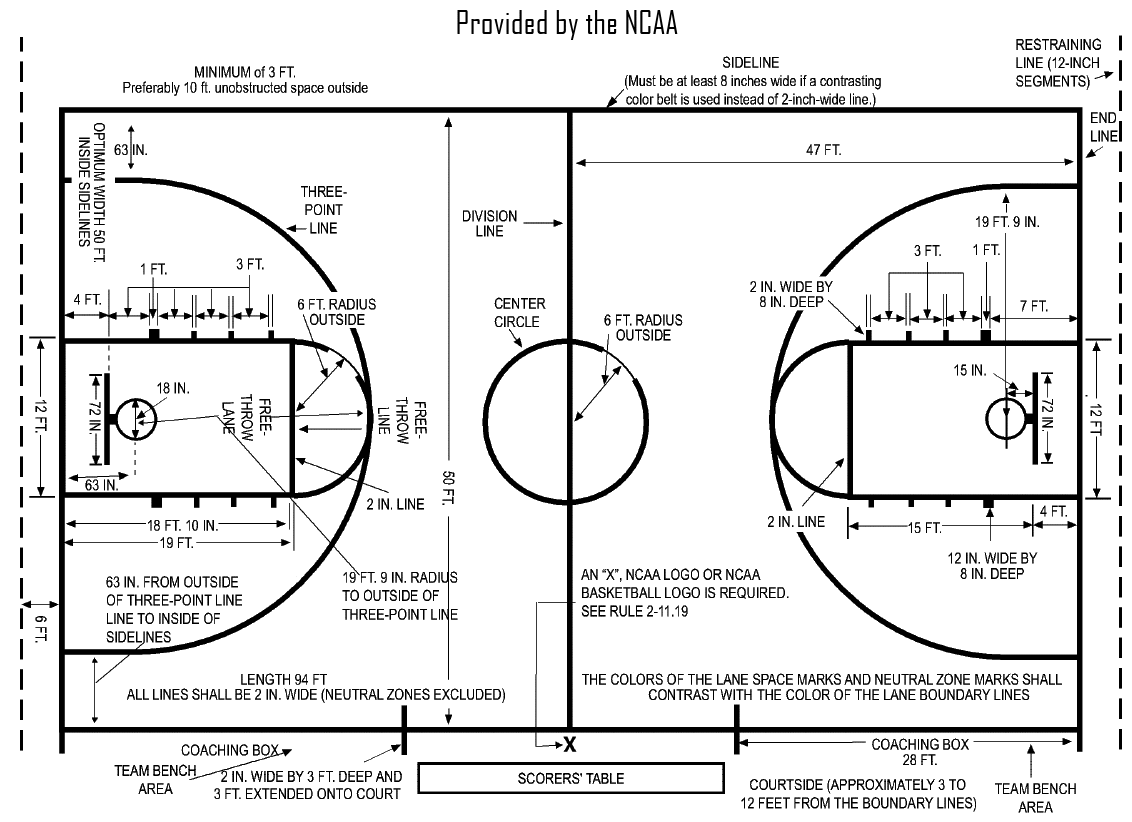 Provided by the NCAA
RESTRAINING
LINE (12-INCH
SEGMENTS)
SIDELINE
(Must be at least 8 inches wide if a contrasting
color belt is used instead of 2-inch-wide line.)
MINIMUM of 3 FT.
Preferably 10 ft. unobstructed space outside
END
LINE
OPTIMUM WIDTH 50 FT.
INSIDE SIDELINES
63 IN.
47 FT.
THREE-
POINT
LINE
DIVISION
LINE
19 FT. 9 IN.
1 FT.
3 FT.
4 FT.
3 FT.
1 FT.
2 IN. WIDE BY
8 IN. DEEP
7 FT.
6 FT. RADIUS
OUTSIDE
CENTER
CIRCLE
6 FT. RADIUS
OUTSIDE
15 IN.
12 FT.
72 IN.
18 IN.
FREE-
THROW
LANE
FREE-
THROW
LINE
72 IN.
12 FT
63 IN.
50 FT.
2 IN. LINE
2 IN. LINE
18 FT. 10 IN.
19 FT.
15 FT.
4 FT.
12 IN. WIDE BY
8 IN. DEEP
63 IN. FROM OUTSIDE
OF THREE-POINT LINE
LINE TO INSIDE OF
SIDELINES
19 FT. 9 IN. RADIUS
TO OUTSIDE OF
THREE-POINT LINE
AN “X”, NCAA LOGO OR NCAA
BASKETBALL LOGO IS REQUIRED.
SEE RULE 2-11.19
6 FT.
LENGTH 94 FT
ALL LINES SHALL BE 2 IN. WIDE (NEUTRAL ZONES EXCLUDED)
THE COLORS OF THE LANE SPACE MARKS AND NEUTRAL ZONE MARKS SHALL
CONTRAST WITH THE COLOR OF THE LANE BOUNDARY LINES
X
COACHING BOX
TEAM BENCH
AREA
2 IN. WIDE BY 3 FT. DEEP AND
3 FT. EXTENDED ONTO COURT
SCORERS' TABLE
COACHING BOX
28 FT.
COURTSIDE (APPROXIMATELY 3 TO
12 FEET FROM THE BOUNDARY LINES)
TEAM BENCH
AREA